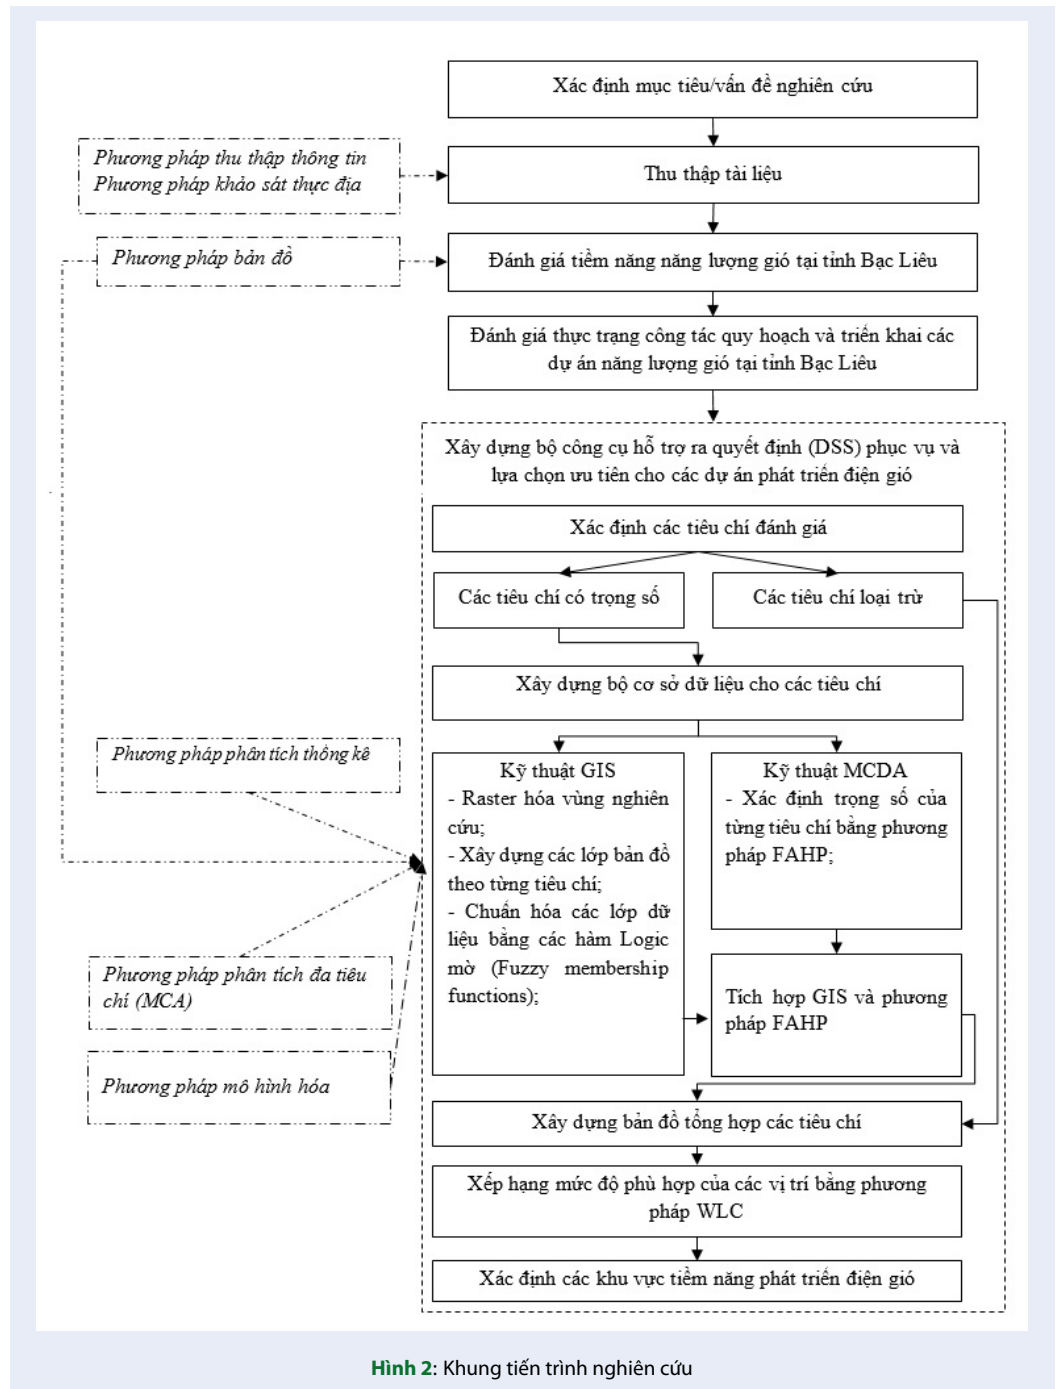 Xác định mục tiêu/vấn đề nghiên cứu
Phương pháp thu thập thông tin
Phương pháp khảo sát thực địa
Thu thập tài liệu
Phương pháp bản đồ
Đánh giá tiềm năng năng lượng gió tại tỉnh Bạc Liêu
Đánh giá thực trạng công tác quy hoạch và triển khai các
dự án năng lượng gió tại tỉnh Bạc Liêu
Xây dựng bộ công cụ hỗ trợ ra quyết định (DSS) phục vụ và
lựa chọn ưu tiên cho các dự án phát triển điện gió
Xác định các tiêu chí đánh giá
Các tiêu chí có trọng số
Các tiêu chí loại trừ
Xây dựng bộ cơ sở dữ liệu cho các tiêu chí
Phương pháp phân tích thống kê
Kỹ thuật GIS
- Raster hóa vùng nghiên
cứu;
- Xây dựng các lớp bản đồ
theo từng tiêu chí;
- Chuẩn hóa các lớp dữ
liệu bằng các hàm Logic
mờ (Fuzzy membership
functions);
Kỹ thuật MCDA
- Xác định trọng số của
từng tiêu chí bằng phương
pháp FAHP;
Phương pháp phân tích đa tiêu
chí (MCA)
Tích hợp GIS và phương
pháp FAHP
Phương pháp mô hình hóa
Xây dựng bản đồ tổng hợp các tiêu chí
Xếp hạng mức độ phù hợp của các vị trí bằng phương
pháp WLC
Xác định các khu vực tiềm năng phát triển điện gió
Hình 2: Khung tiến trình nghiên cứu